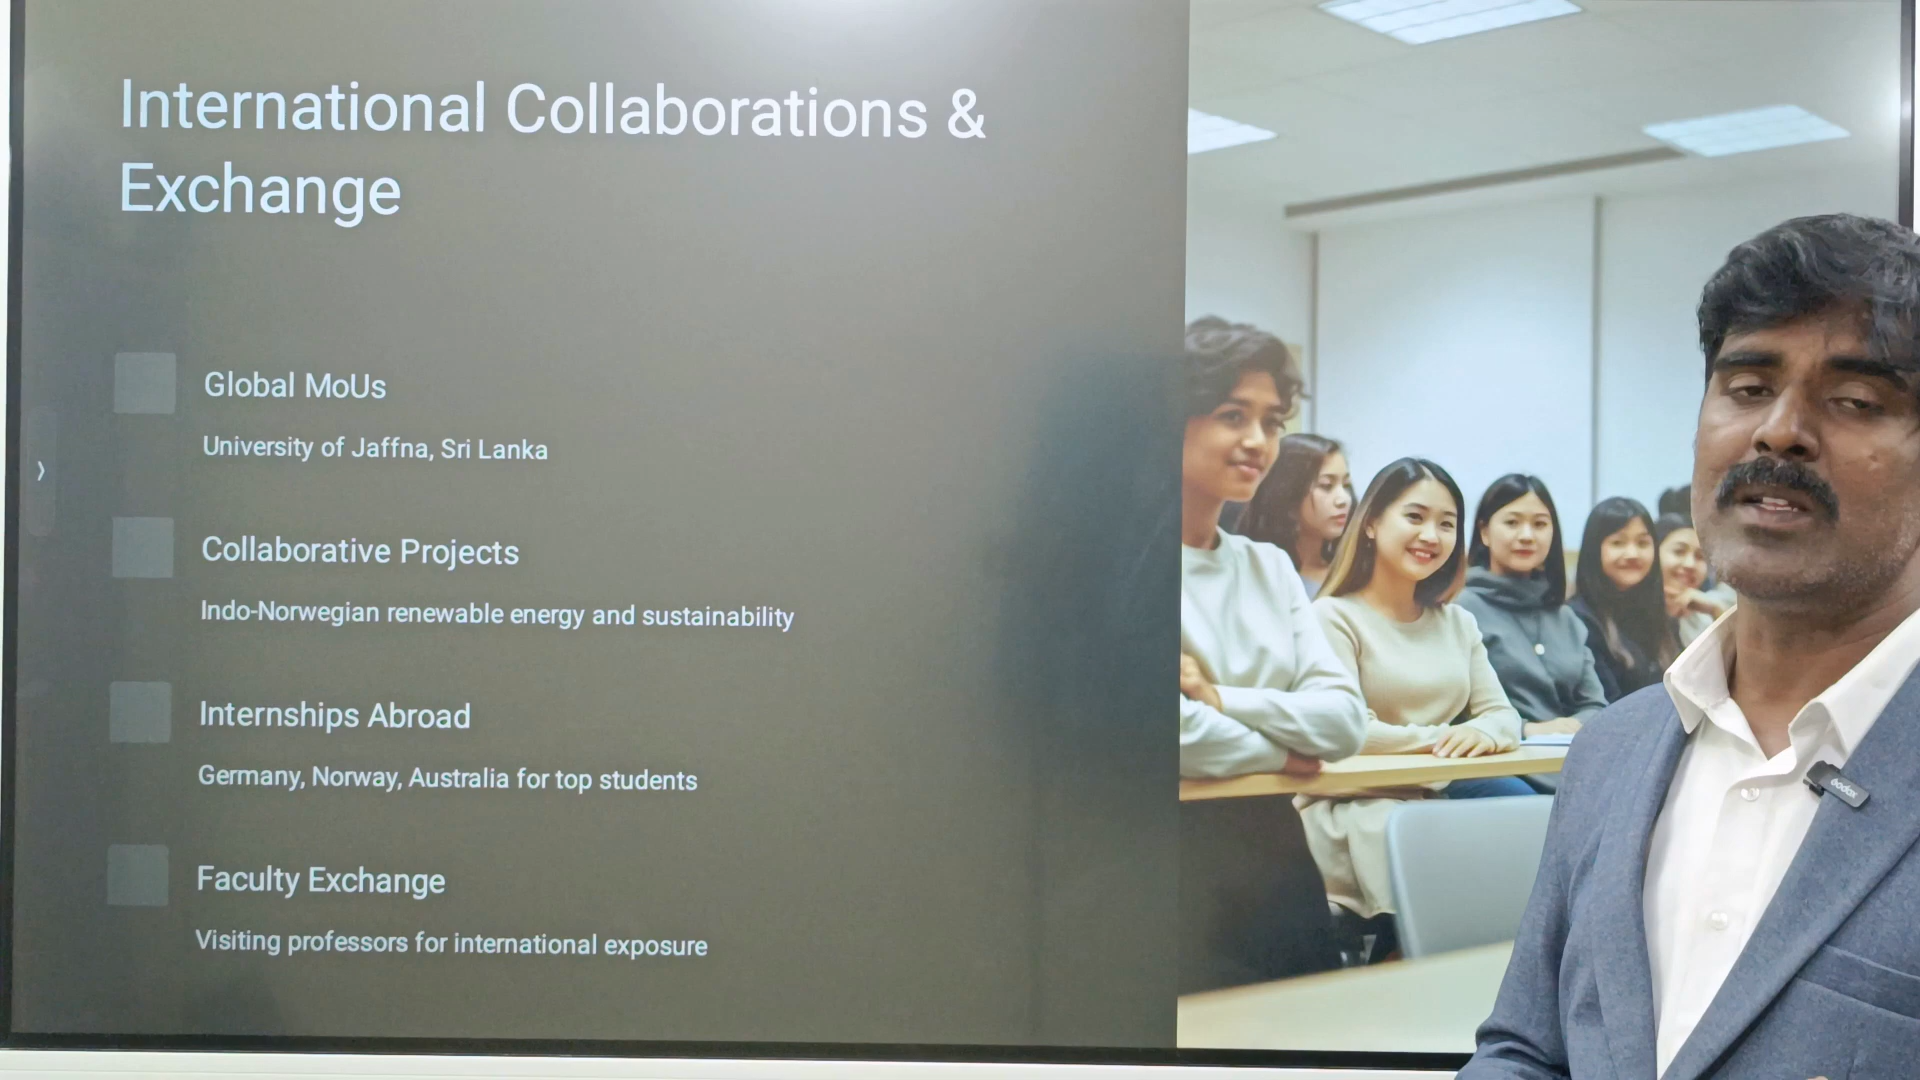 International Collaborations &
Exchange
Global MoUs
University of Jaffna, Sri Lanka
Collaborative Projects
Indo-Norwegian renewable energy and sustainability
Internships Abroad
Germany, Norway, Australia for top students
Faculty Exchange
Visiting professors for international exposure
Godox